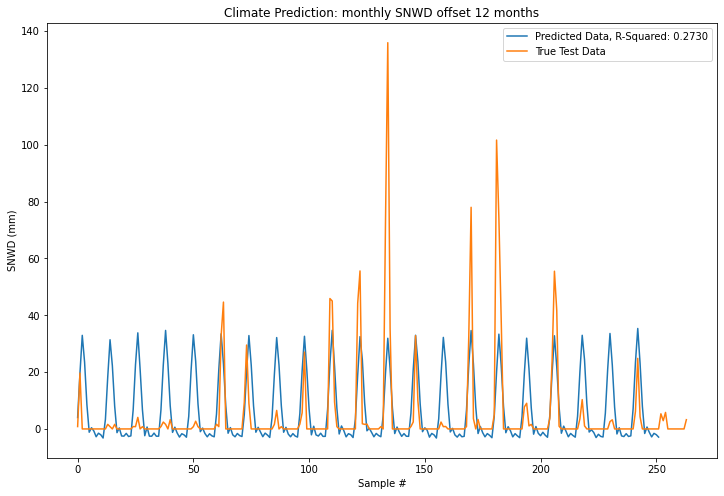 Climate Prediction: monthly SNWD offset 12 months
Predicted Data, R-Squared: 0.2730
True Test Data
140
120
100
80
60
40
20
0
SNWD (mm)
0
50
100
150
200
250
Sample #